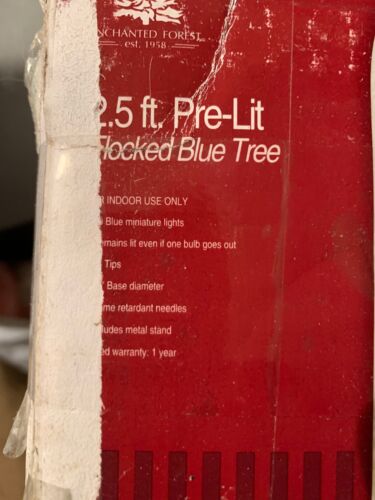 NCHANTED FOREST
est. 1958
2.5 ft. Pre-Lit
Flocked Blue Tree
R INDOOR USE ONLY
Blue miniature lights
emains lit even if one bulb goes out
Tips
" Base diameter
me retardant needles
ludes metal stand
ed warranty: 1 year